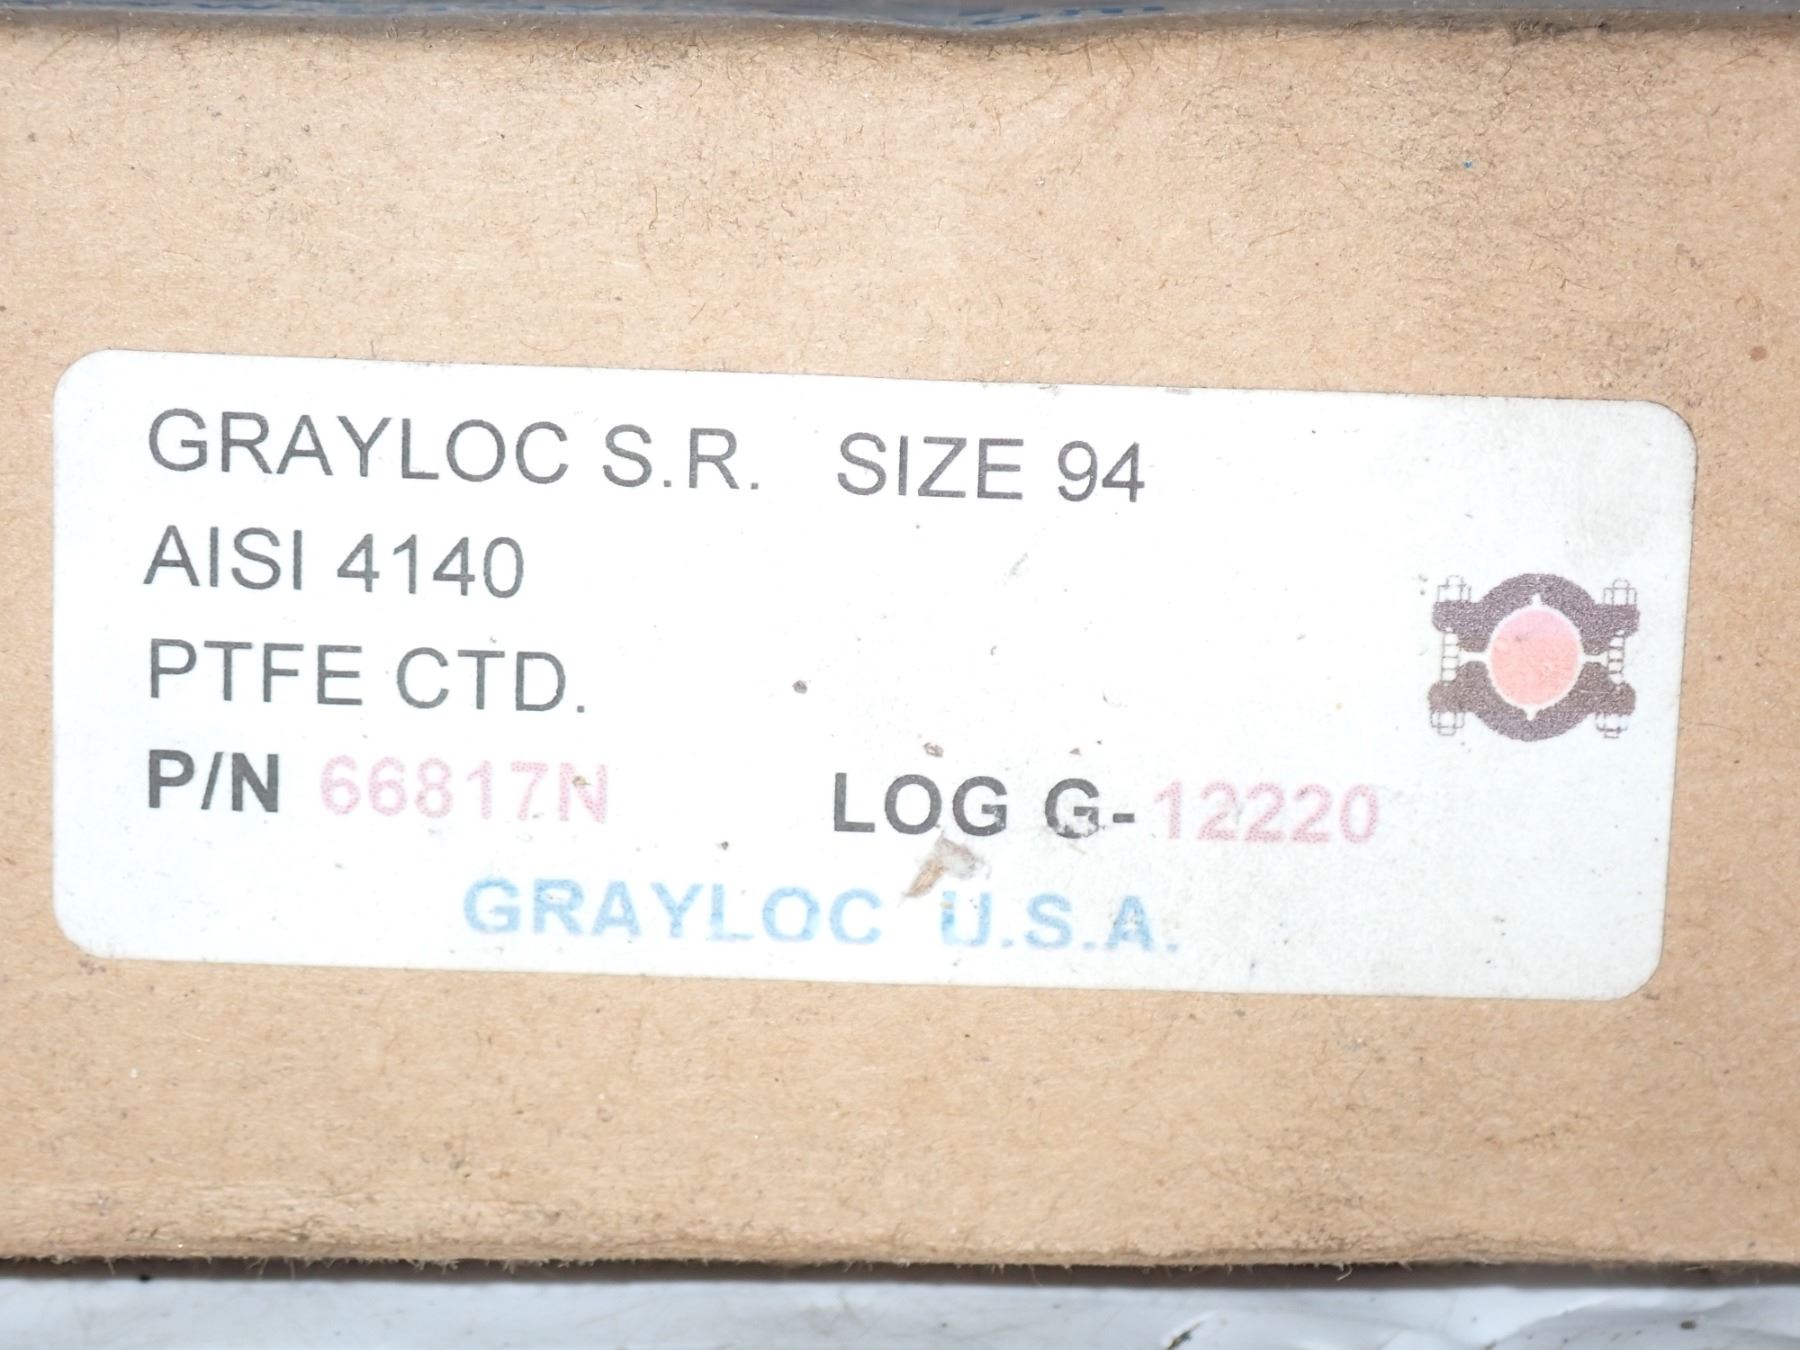 GRAYLOC S.R. SIZE 94
AISI 4140
PTFE CTD.
P/N 66817N LOG G-12220
GRAYLOC U.S.A.